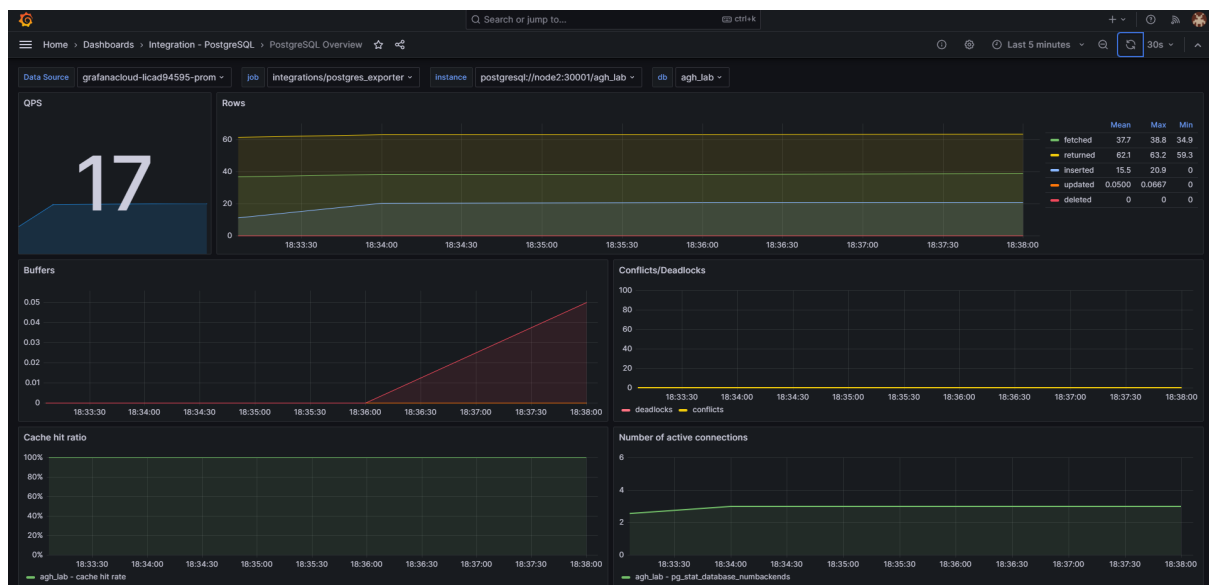 Search or jump to... ctrl+k
Home › Dashboards › Integration - PostgreSQL › PostgreSQL Overview
Last 5 minutes 30s
Data Source grafanacloud-licad94595-prom job integrations/postgres_exporter instance postgresql://node2:30001/agh_lab db agh_lab
QPS
17
Rows
60
40
20
0
18:33:30 18:34:00 18:34:30 18:35:00 18:35:30 18:36:00 18:36:30 18:37:00 18:37:30 18:38:00
Mean Max Min
fetched 37.7 38.8 34.9
returned 62.1 63.2 59.3
inserted 15.5 20.9 0
updated 0.0500 0.0667 0
deleted 0 0 0
Buffers
0.05
0.04
0.03
0.02
0.01
0
18:33:30 18:34:00 18:34:30 18:35:00 18:35:30 18:36:00 18:36:30 18:37:00 18:37:30 18:38:00
Conflicts/Deadlocks
100
80
60
40
20
0
18:33:30 18:34:00 18:34:30 18:35:00 18:35:30 18:36:00 18:36:30 18:37:00 18:37:30 18:38:00
deadlocks conflicts
Cache hit ratio
100%
80%
60%
40%
20%
0%
18:33:30 18:34:00 18:34:30 18:35:00 18:35:30 18:36:00 18:36:30 18:37:00 18:37:30 18:38:00
agh_lab - cache hit rate
Number of active connections
6
4
2
0
18:33:30 18:34:00 18:34:30 18:35:00 18:35:30 18:36:00 18:36:30 18:37:00 18:37:30 18:38:00
agh_lab - pg_stat_database_numbackends